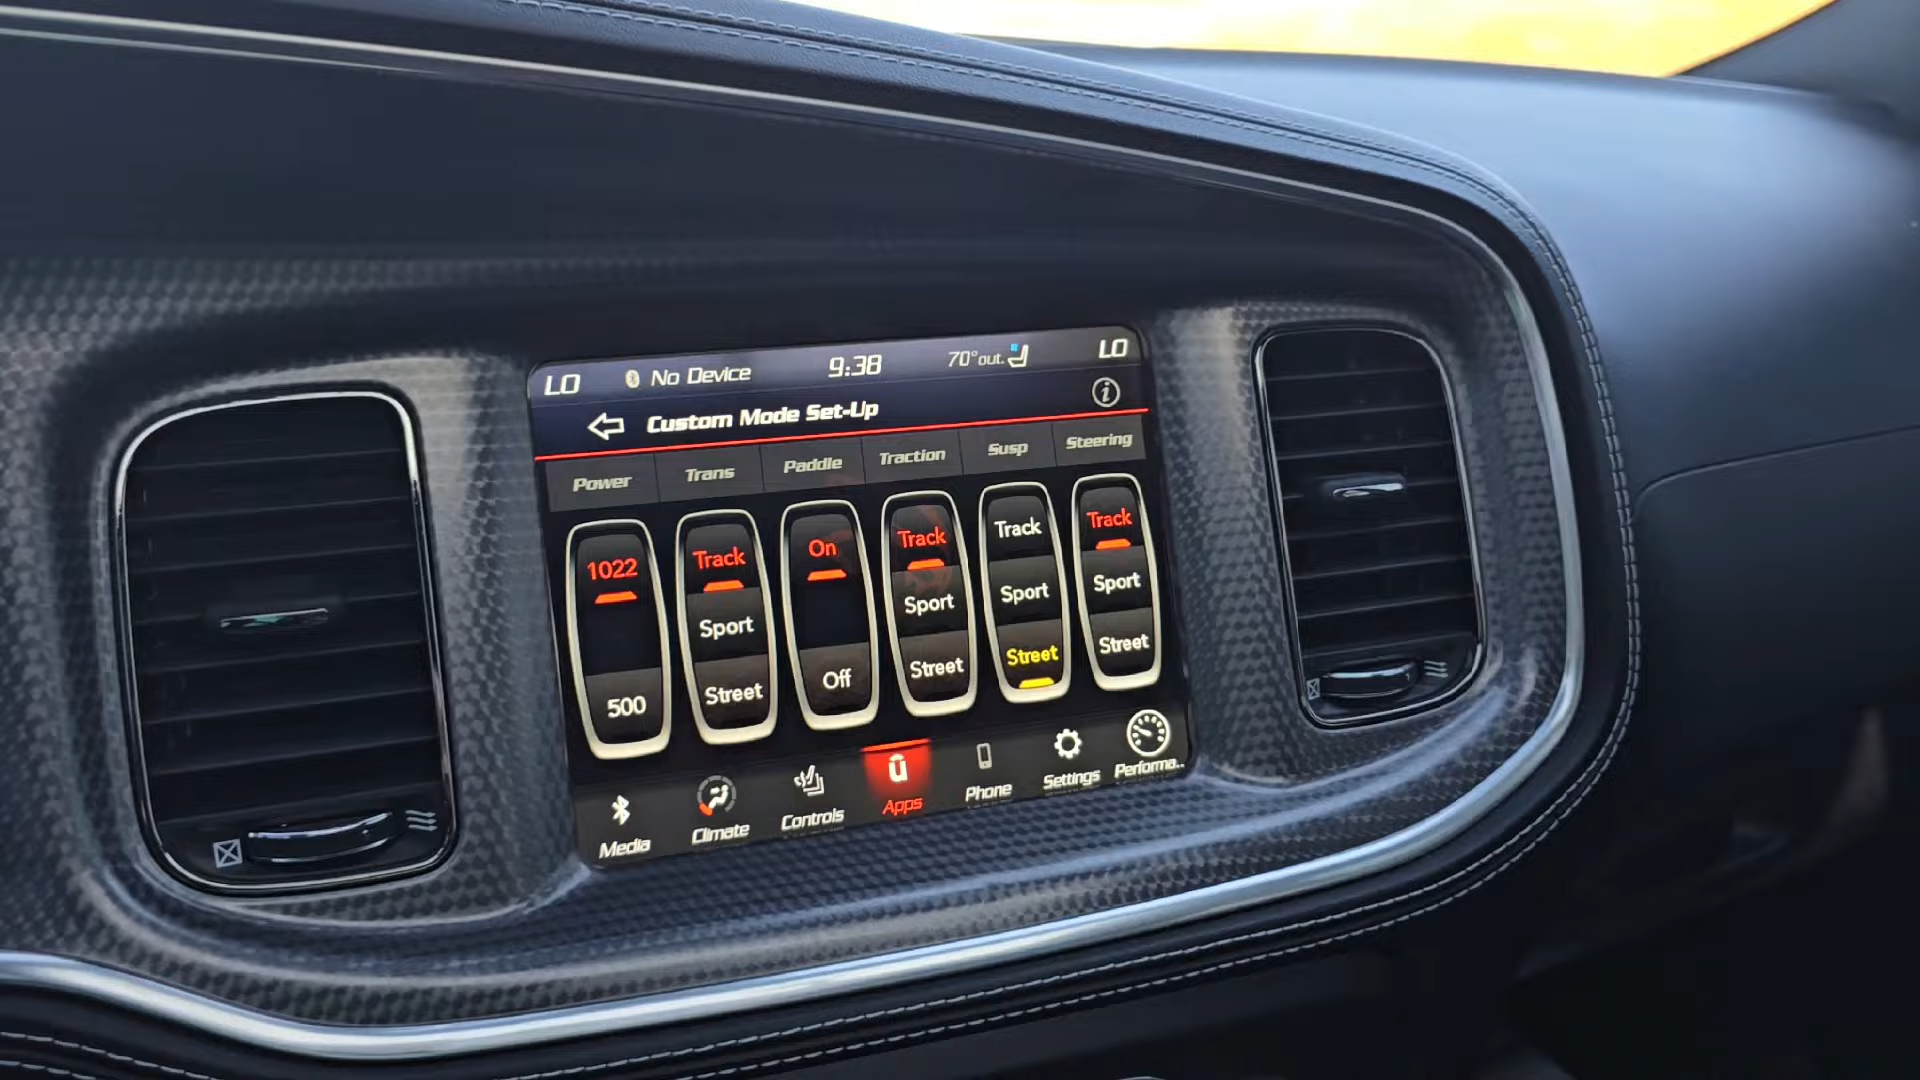 LO No Device 9:38 70°out. LO
Custom Mode Set-Up i
Power Trans Paddle Traction Susp Steering
1022 Track On Track Track Track
Sport Sport Sport Sport
500 Street Off Street Street Street
Media Climate Controls Apps Phone Settings Performa..